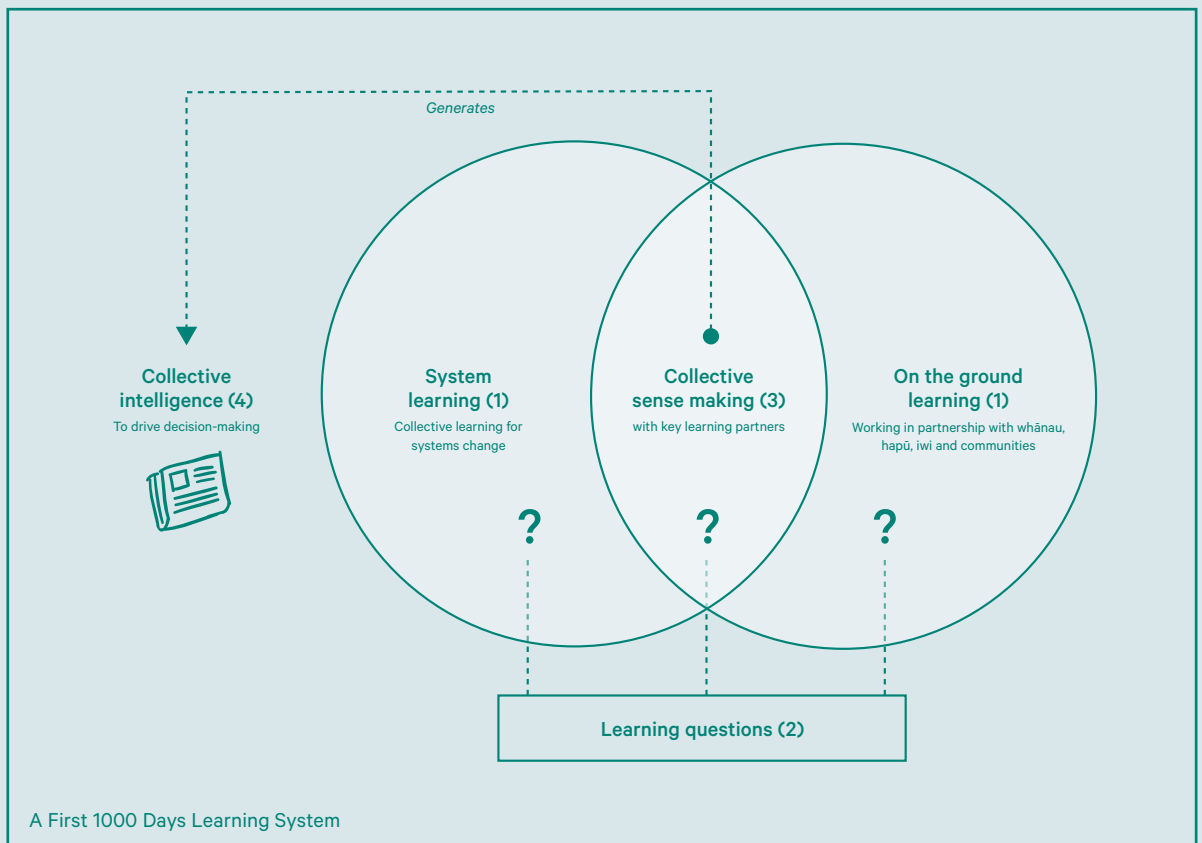 Generates
Collective
intelligence (4)
To drive decision-making
System
learning (1)
Collective learning for
systems change
Collective
sense making (3)
with key learning partners
On the ground
learning (1)
Working in partnership with whānau,
hapū, iwi and communities
?
?
?
Learning questions (2)
A First 1000 Days Learning System